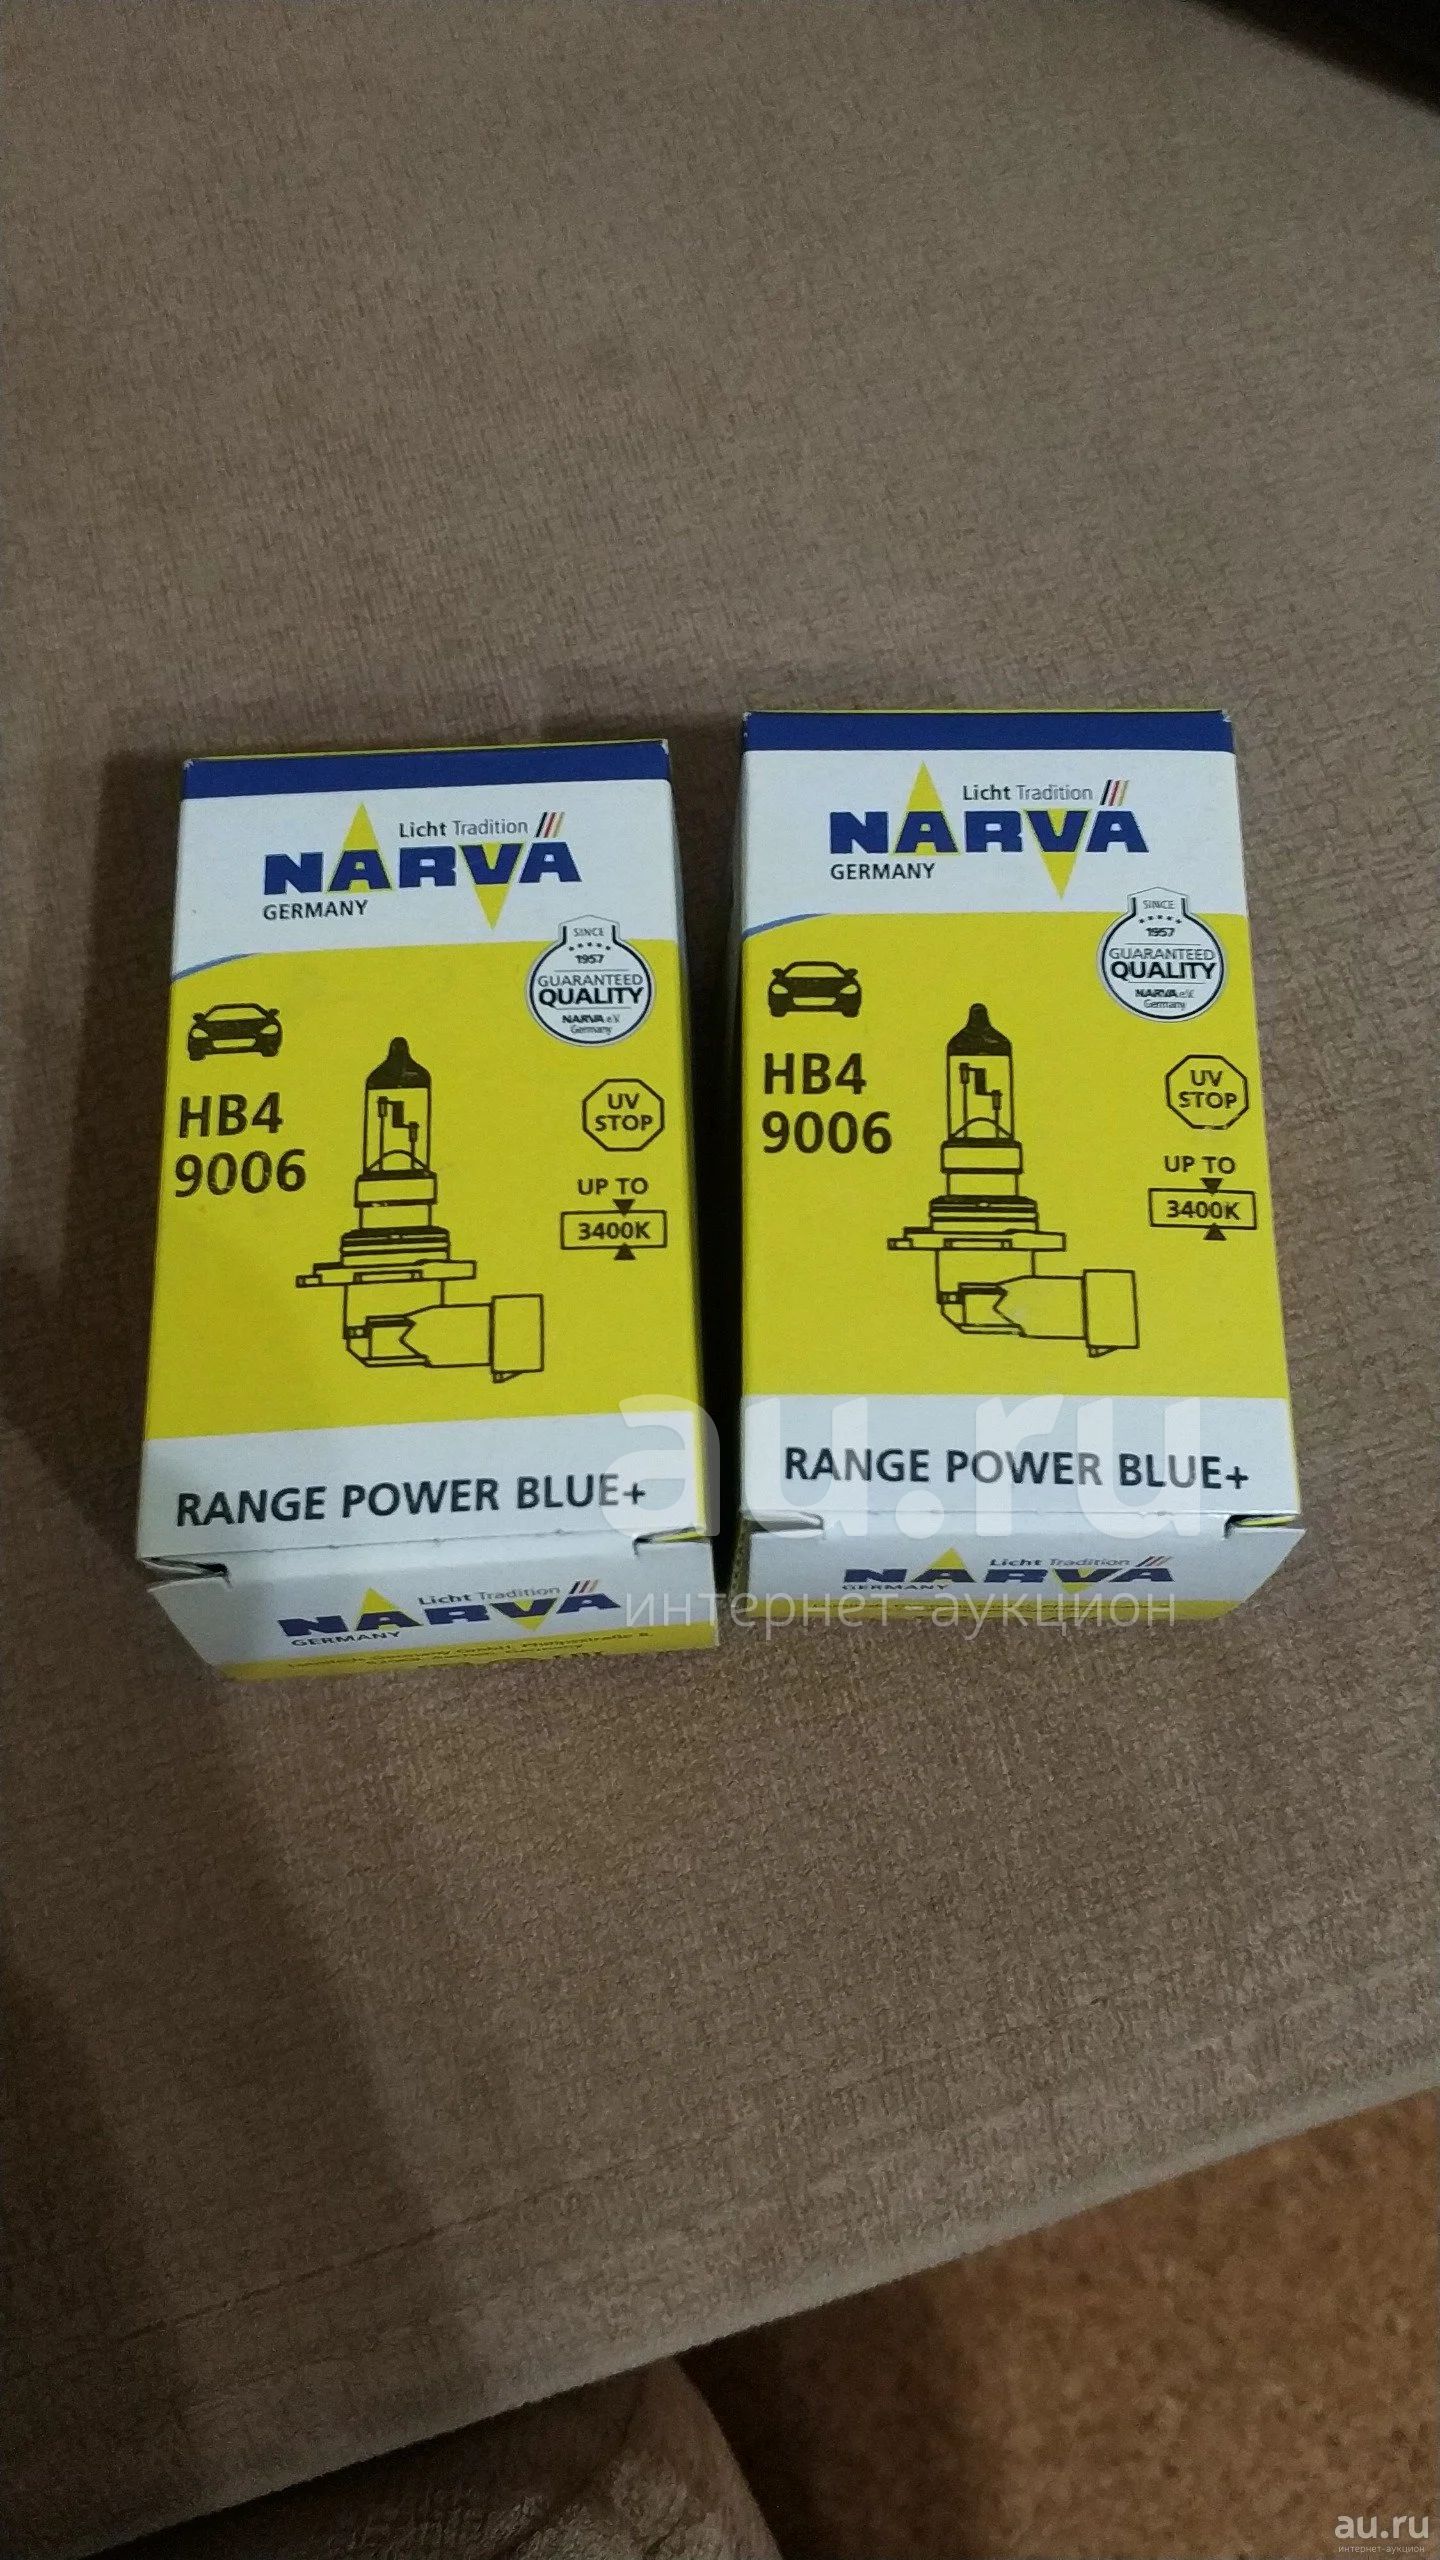 Licht Tradition
NARVA
GERMANY
SINCE
1957
GUARANTEED
QUALITY
NARVA e.V.
Germany
HB4
9006
UV
STOP
UP TO
3400K
RANGE POWER BLUE+
Licht Tradition
NARVA
GERMANY
Licht Tradition
NARVA
GERMANY
SINCE
1957
GUARANTEED
QUALITY
NARVA e.V.
Germany
HB4
9006
UV
STOP
UP TO
3400K
RANGE POWER BLUE+
Licht Tradition
NARVA
GERMANY
au.ru
интернет-аукцион
au.ru
интернет-аукцион